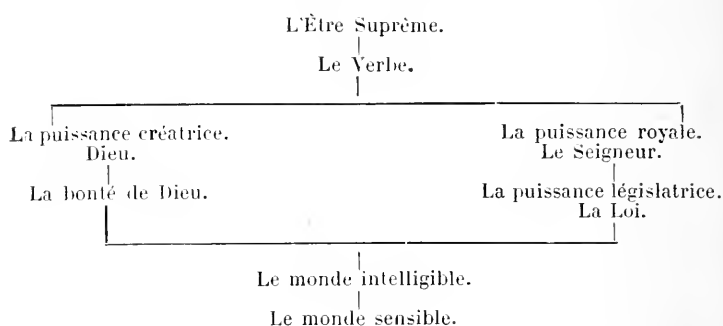 L'Être Suprême.
Le Verbe.
La puissance créatrice.
Dieu.
La bonté de Dieu.
La puissance royale.
Le Seigneur.
La puissance législatrice.
La Loi.
Le monde intelligible.
Le monde sensible.